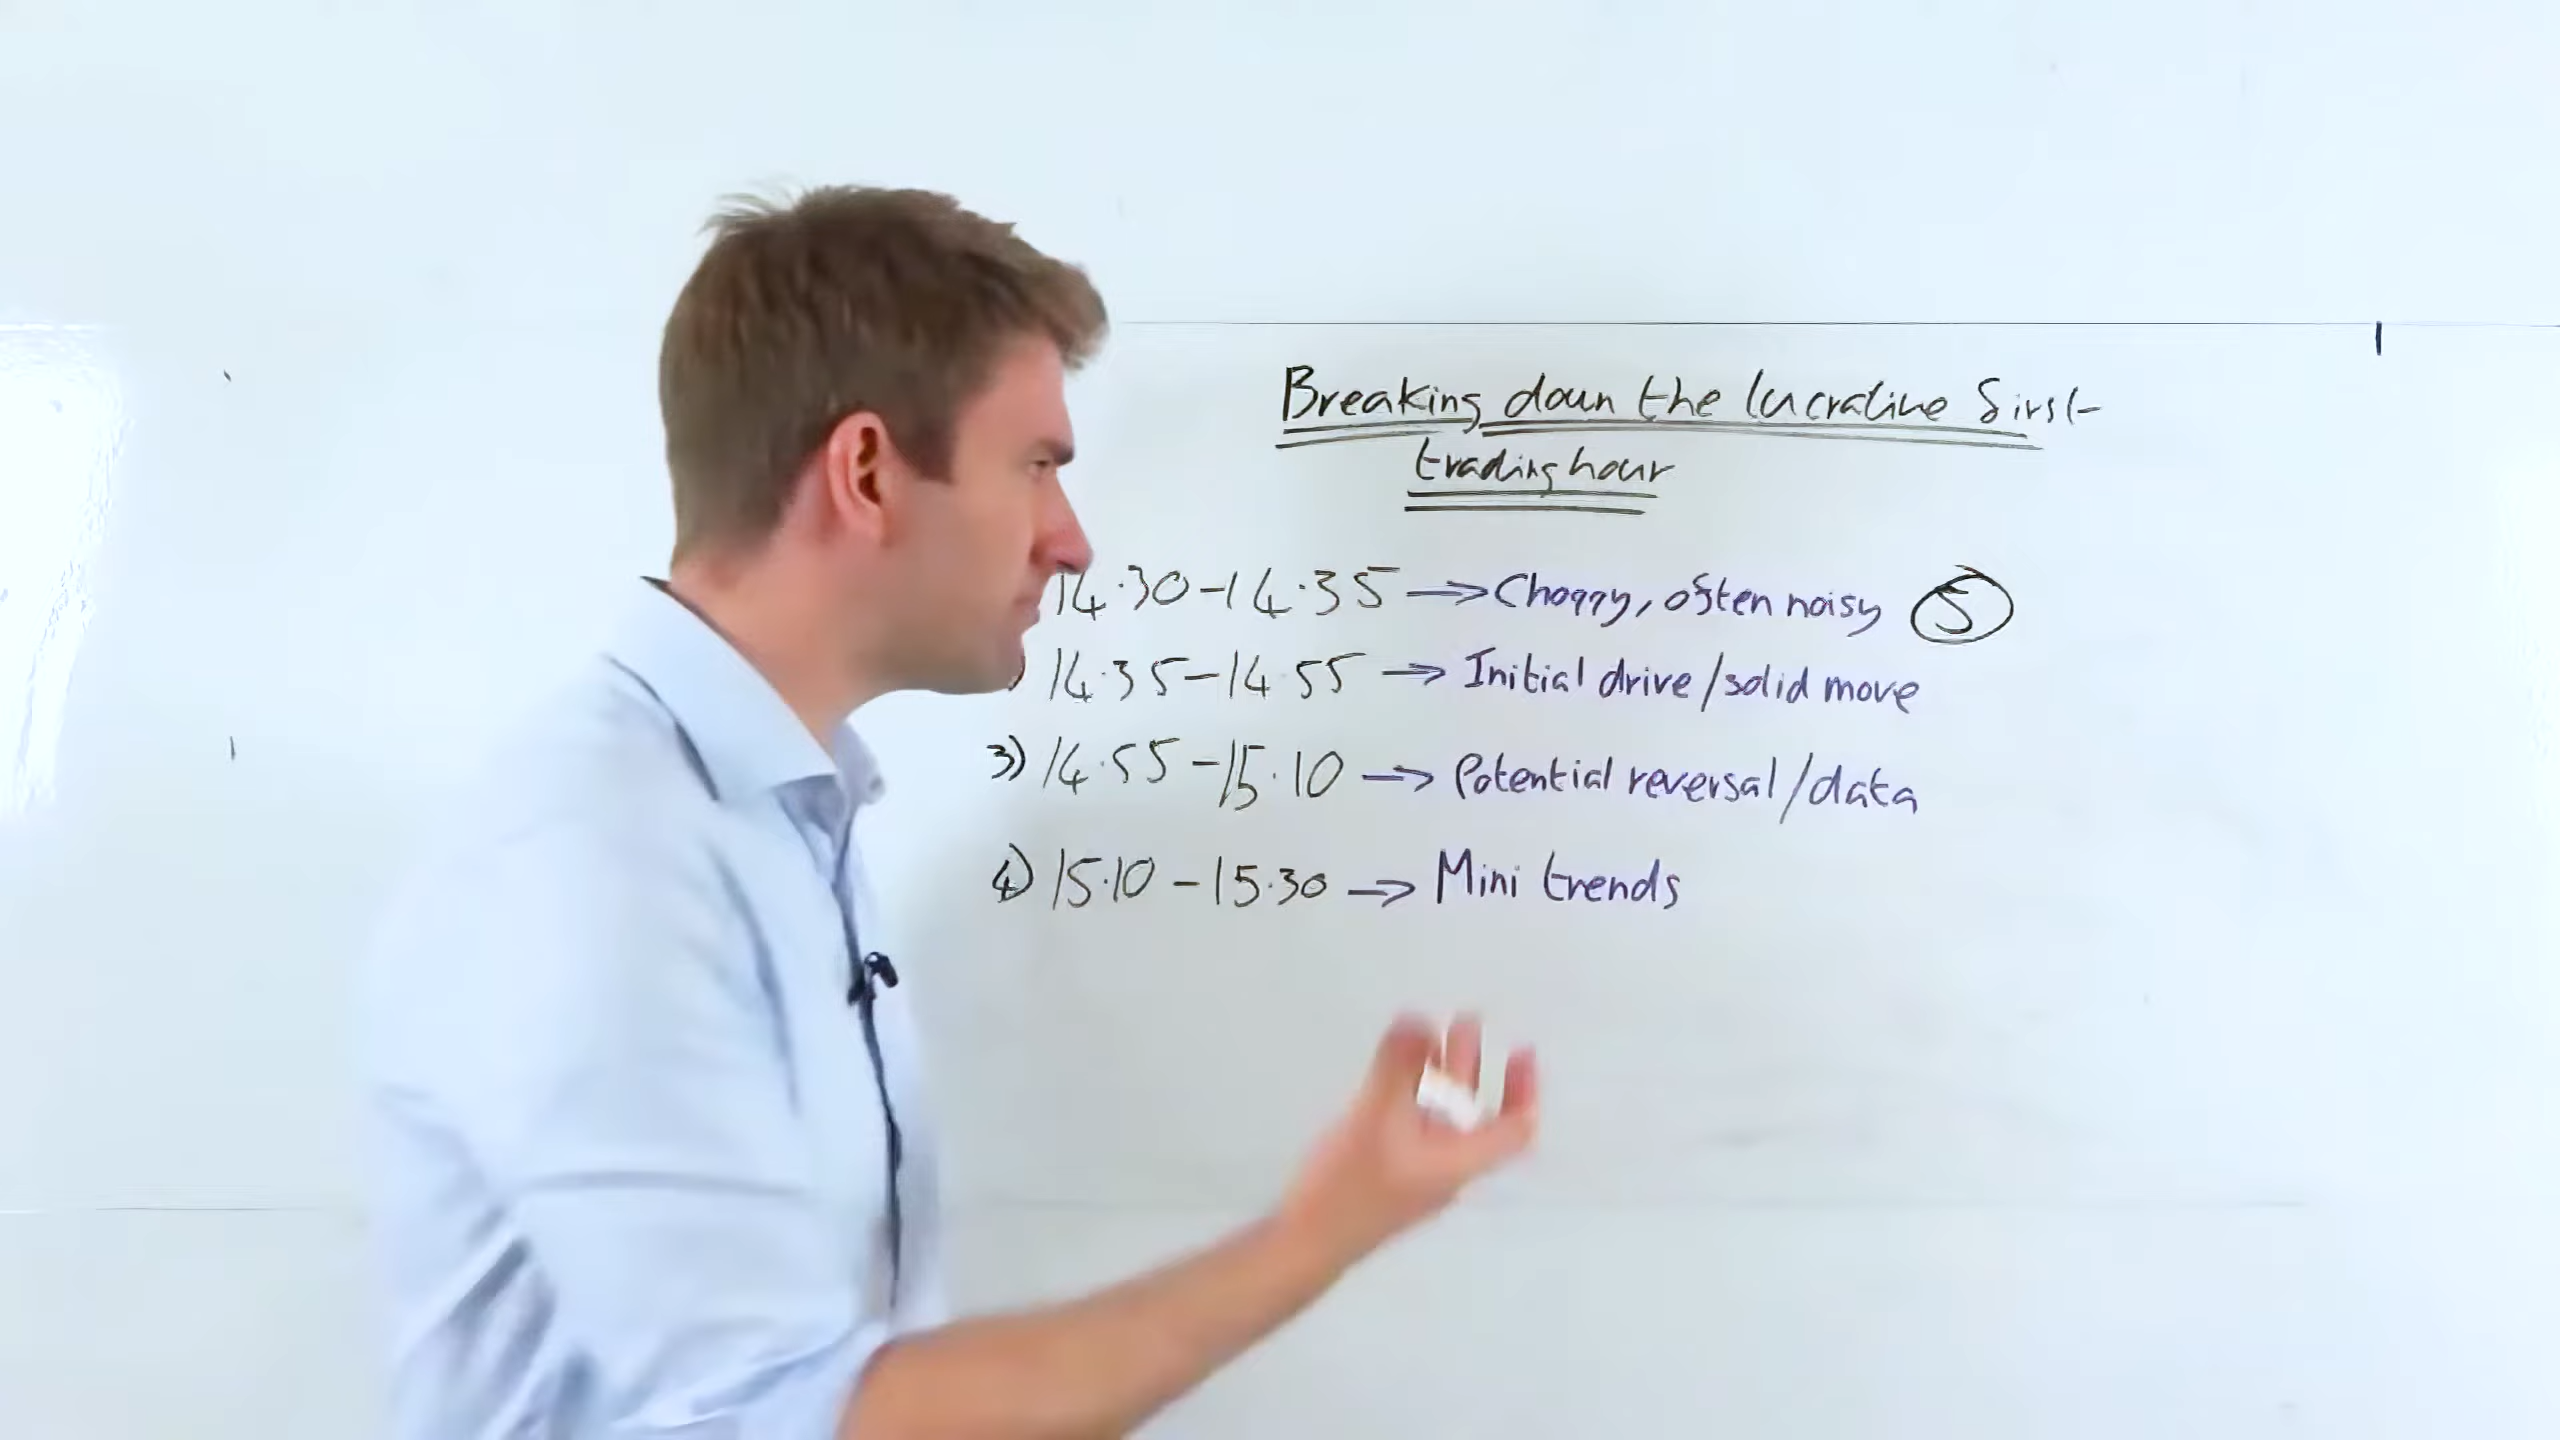 Breaking down the lucrative first
trading hour
14.30-14.35 → Choppy, often noisy 5
) 14.35-14.55 → Initial drive/solid move
3) 14.55-15.10 → Potential reversal/data
4) 15.10-15.30 → Mini trends